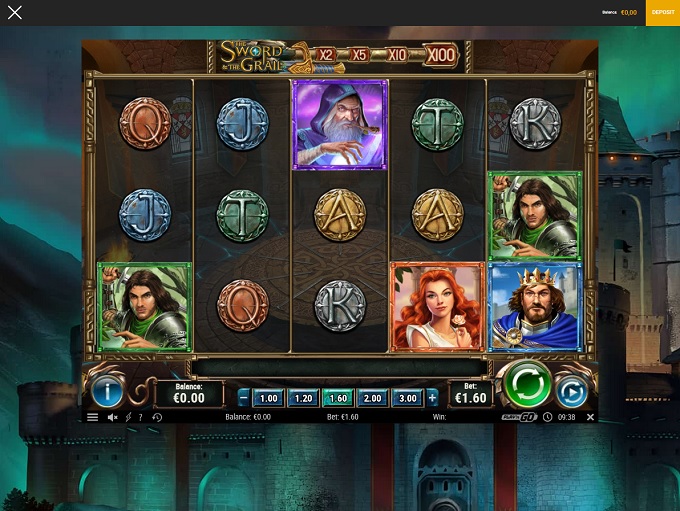 Balance €0,00 DEPOSIT
THE SWORD & THE GRAIL X2 X5 X10 X100
Q J T K
J T A A
Q K
Balance: €0.00 1.00 1.20 1.60 2.00 3.00 Bet: €1.60
? Balance: €0.00 Bet: €1.60 Win: PLAY'N GO 09:38